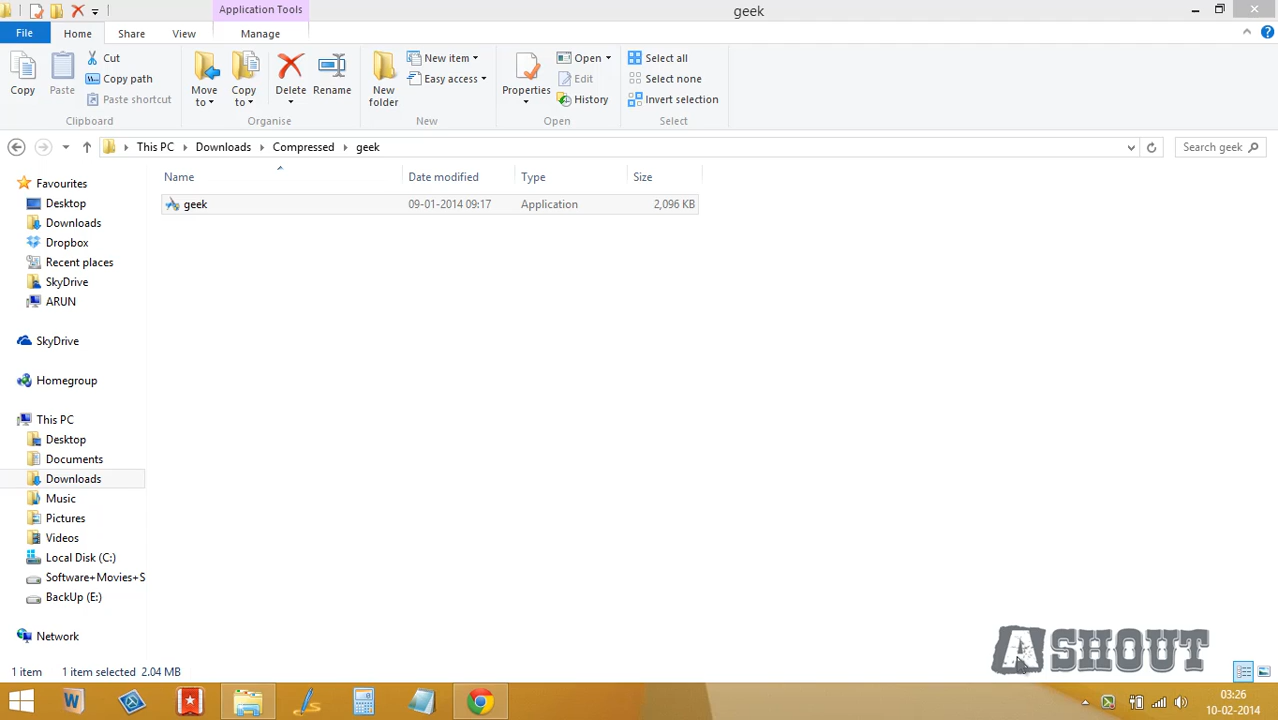 Application Tools
geek
File Home Share View Manage
Copy
Paste
Cut
Copy path
Paste shortcut
Clipboard
Move to
Copy to
Delete
Rename
Organise
New folder
New item
Easy access
New
Properties
Open
Edit
History
Open
Select all
Select none
Invert selection
Select
This PC Downloads Compressed geek
Search geek
Name Date modified Type Size
geek 09-01-2014 09:17 Application 2,096 KB
Favourites
Desktop
Downloads
Dropbox
Recent places
SkyDrive
ARUN
SkyDrive
Homegroup
This PC
Desktop
Documents
Downloads
Music
Pictures
Videos
Local Disk (C:)
Software+Movies+S
BackUp (E:)
Network
1 item 1 item selected 2.04 MB
A SHOUT
03:26
10-02-2014